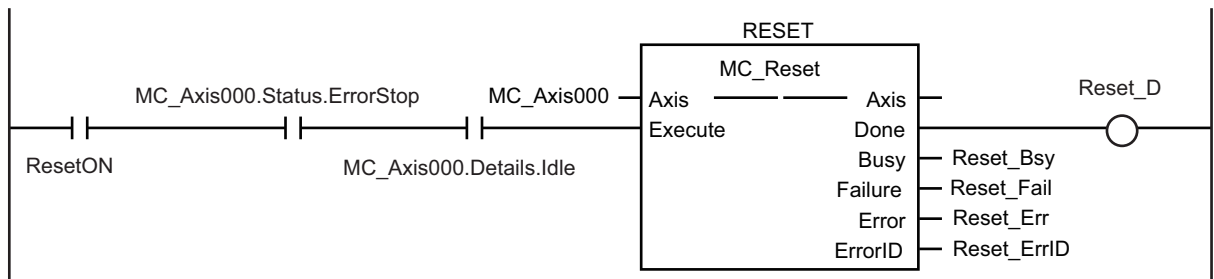 RESET
MC_Reset
MC_Axis000.Status.ErrorStop
MC_Axis000
Axis
Axis
Reset_D
Execute
Done
ResetON
MC_Axis000.Details.Idle
Busy
Reset_Bsy
Failure
Reset_Fail
Error
Reset_Err
ErrorID
Reset_ErrID